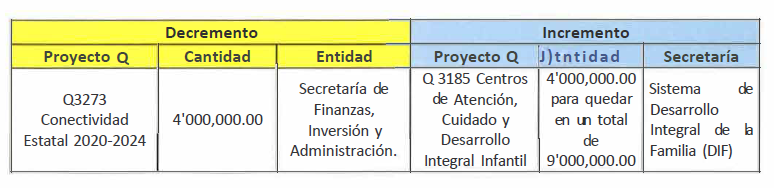 Decremento
Incremento
Proyecto Q
Cantidad
Entidad
Proyecto Q
J)tntidad
Secretaría
Q3273
Conectividad
Estatal 2020-2024
4'000,000.00
Secretaría de
Finanzas,
Inversión y
Administración.
Q 3185 Centros
de Atención,
Cuidado y
Desarrollo
Integral Infantil
4'000,000.00
para quedar
en un total
de
9'000,000.00
Sistema de
Desarrollo
Integral de la
Familia (DIF)